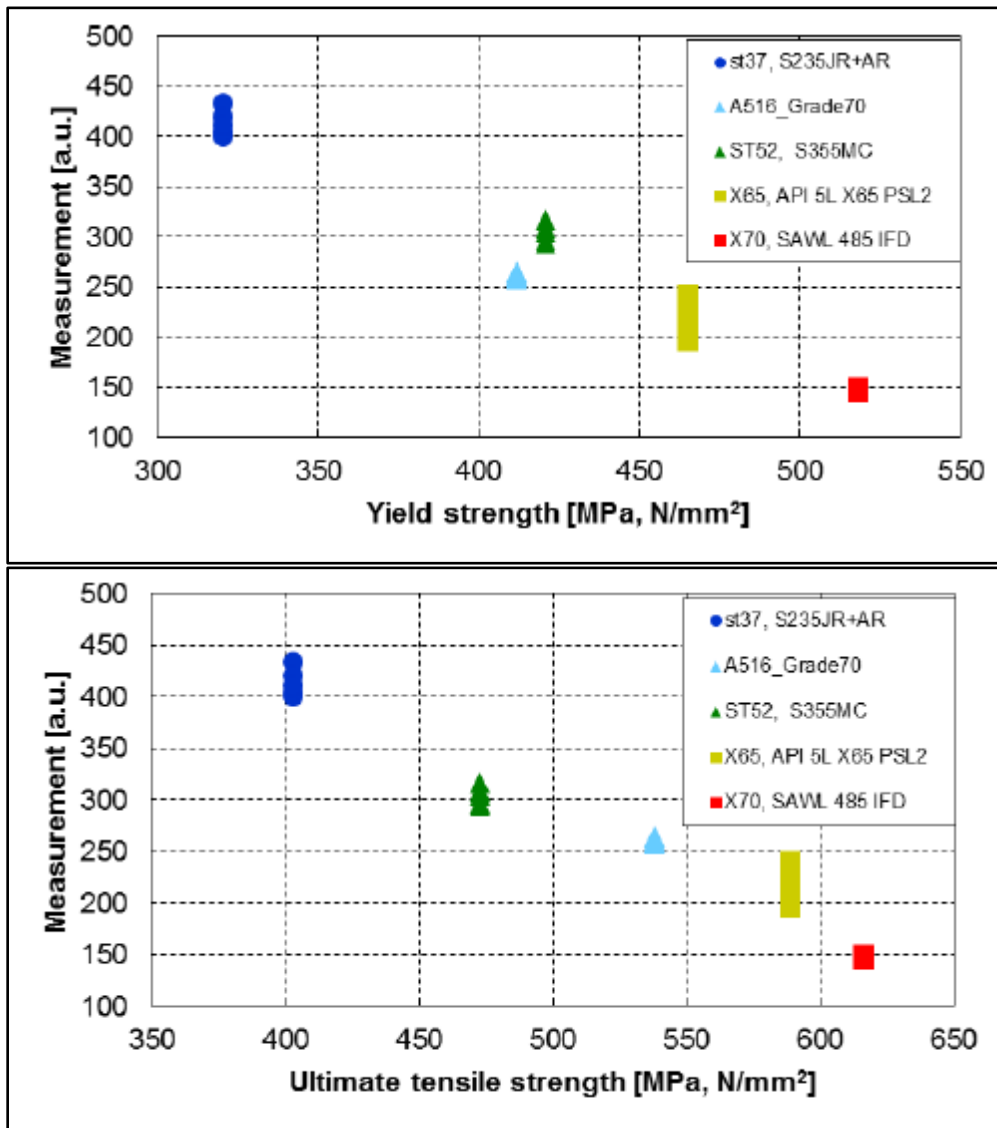 500
450
400
350
300
250
200
150
100
Measurement [a.u.]
st37, S235JR+AR
A516_Grade70
ST52, S355MC
X65, API 5L X65 PSL2
X70, SAWL 485 IFD
300 350 400 450 500 550
Yield strength [MPa, N/mm²]
500
450
400
350
300
250
200
150
100
Measurement [a.u.]
st37, S235JR+AR
A516_Grade70
ST52, S355MC
X65, API 5L X65 PSL2
X70, SAWL 485 IFD
350 400 450 500 550 600 650
Ultimate tensile strength [MPa, N/mm²]